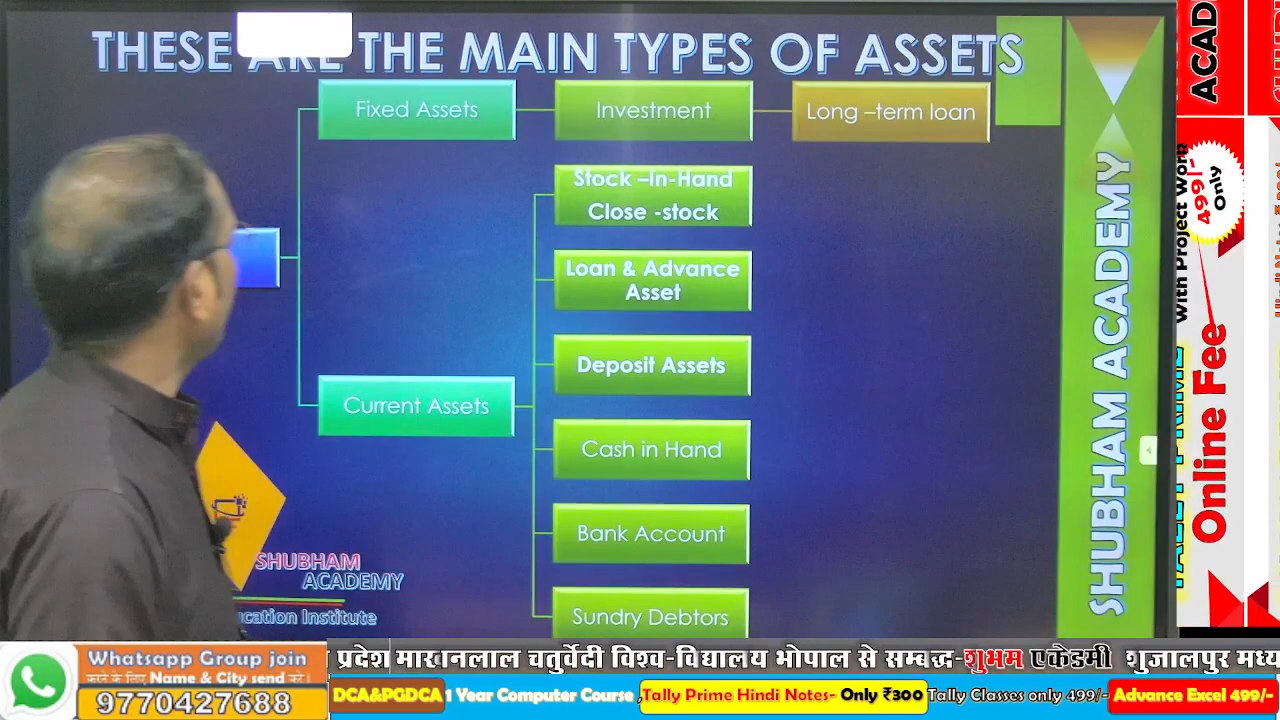 THESE ARE THE MAIN TYPES OF ASSETS
Fixed Assets
Investment
Long –term loan
Stock –In-Hand
Close -stock
Loan & Advance
Asset
Deposit Assets
Current Assets
Cash in Hand
Bank Account
Sundry Debtors
SHUBHAM
ACADEMY
ucation Institute
SHUBHAM ACADEMY
ACAD
With Project Work
499/-
Only
Online Fee
Whatsapp Group join
करने के लिए Name & City send करे।
9770427688
प्रदेश माखनलाल चतुर्वेदी विश्व-विद्यालय भोपाल से सम्बद्ध-शुभम एकेडमी शुजालपुर मध्य
DCA&PGDCA 1 Year Computer Course , Tally Prime Hindi Notes- Only ₹300 Tally Classes only 499/- Advance Excel 499/-